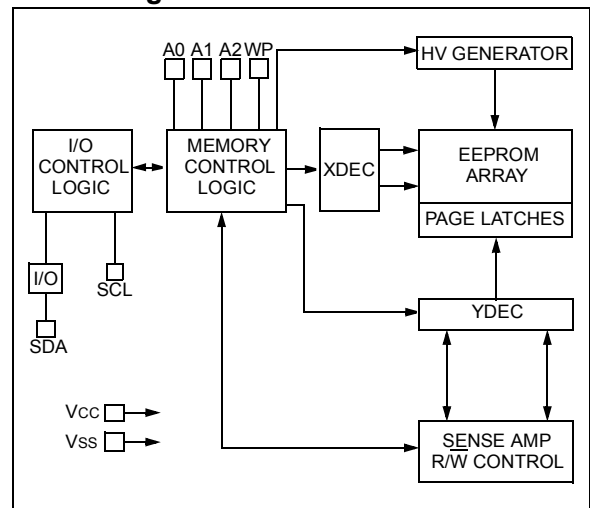 A0 A1 A2 WP
HV GENERATOR
I/O
CONTROL
LOGIC
MEMORY
CONTROL
LOGIC
XDEC
EEPROM
ARRAY
PAGE LATCHES
I/O
SCL
SDA
YDEC
VCC
VSS
SENSE AMP
R/W̅ CONTROL